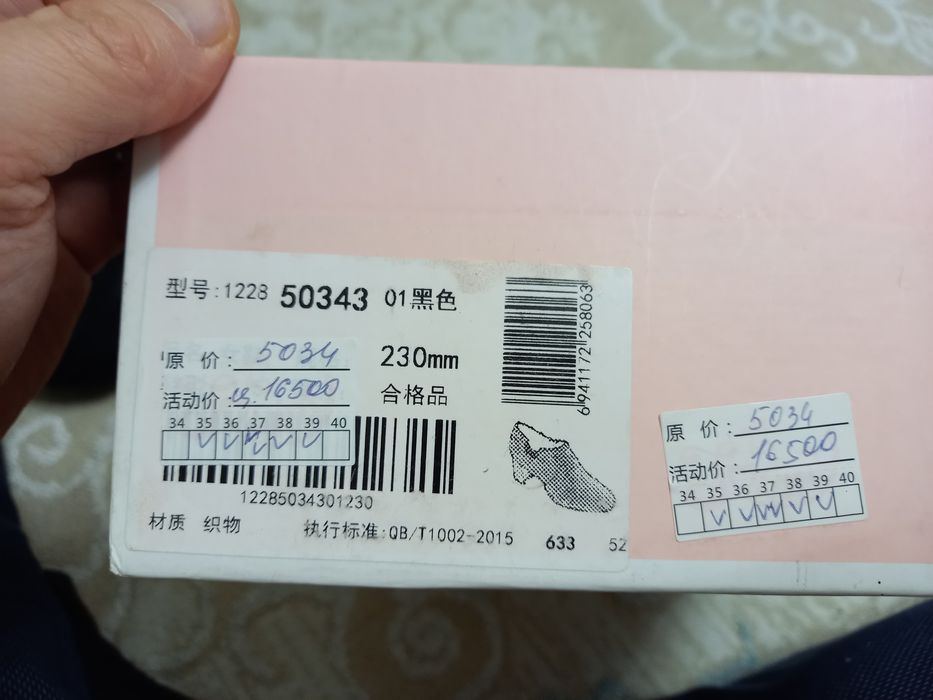 型号:1228 50343 01黑色
6941172258063
原 价: 5034
230mm
活动价: 16500
合格品
34 35 36 37 38 39 40
12285034301230
材质 织物 执行标准:QB/T1002-2015 633 52
原 价: 5034
活动价: 16500
34 35 36 37 38 39 40